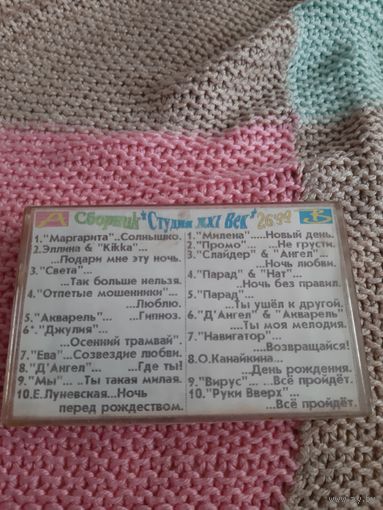 А Сборник "Студия XXI Век" 26'99 В
1. "Маргарита"..Солнышко.
2.Эллина & "Kikka"...
...Подари мне эту ночь.
3. "Света"...
...Так больше нельзя.
4. "Отпетые мошенники"...
...Люблю.
5. "Акварель"... ...Гипноз.
6*. "Джулия"...
...Осенний трамвай".
7. "Ева"...Созвездие любви.
8. "Д'Ангел"... ...Где ты!
9. "Мы"... ..Ты такая милая.
10.Е.Луневская...Ночь
перед рождеством.
1. "Милена".....Новый день.
2. "Промо"... ...Не грусти.
3. "Слайдер" & "Ангел"...
...Ночь любви.
4. "Парад" & "Нат"...
...Ночь без правил.
5. "Парад"...
...Ты ушёл к другой.
6. "Д'Ангел" & "Акварель"
....Ты моя мелодия.
7. "Навигатор"...
...Возвращайся!
8.О.Канайкина...
...День рождения.
9. "Вирус"... ...Всё пройдёт.
10. "Руки Вверх"...
...Всё пройдёт.